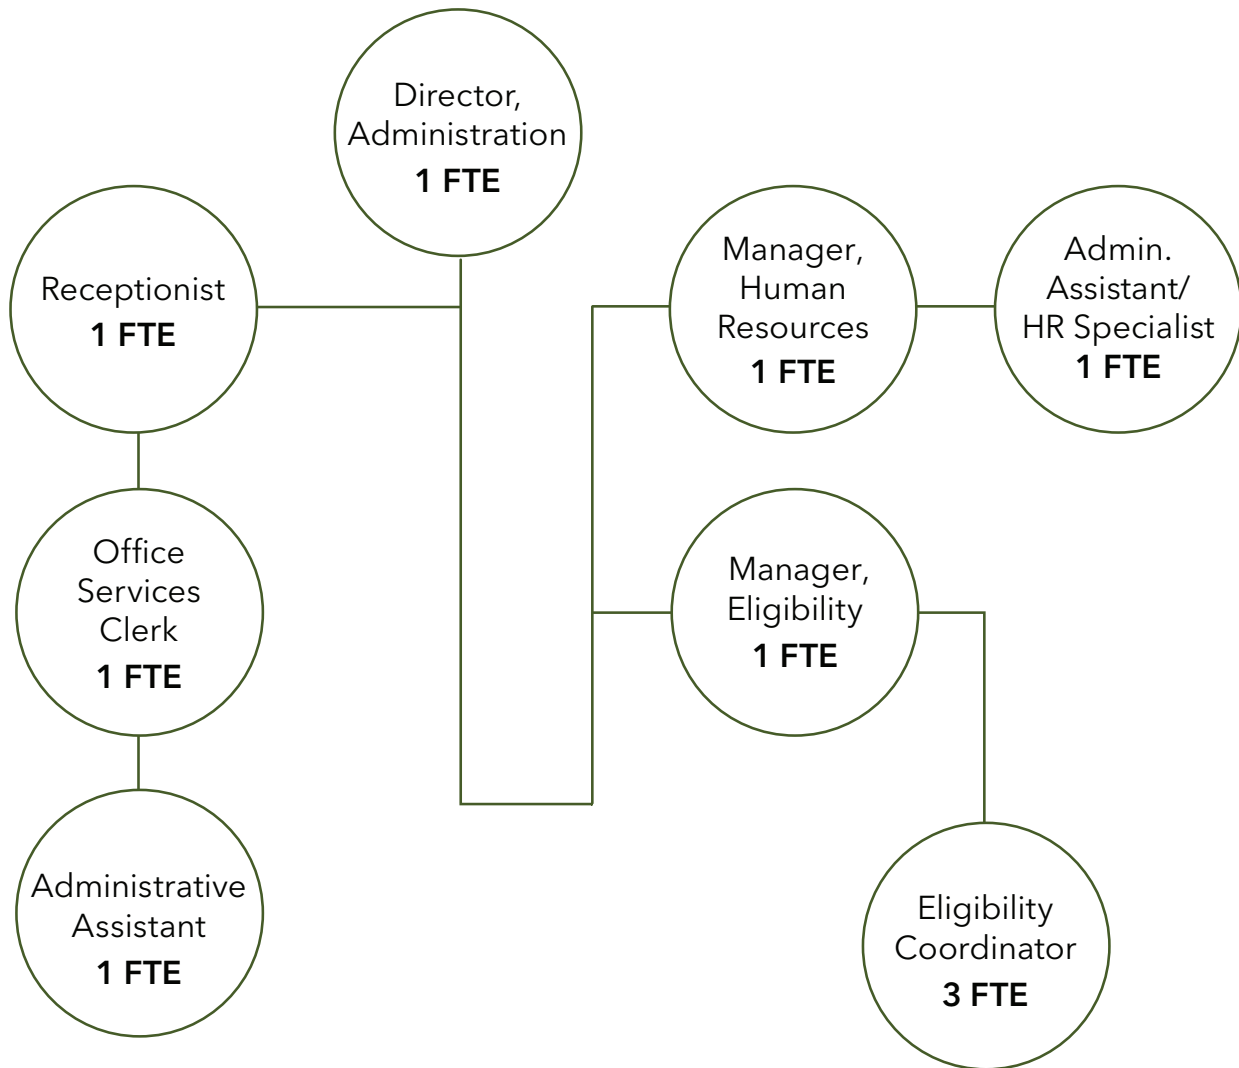 Director,
Administration
1 FTE
Receptionist
1 FTE
Manager,
Human
Resources
1 FTE
Admin.
Assistant/
HR Specialist
1 FTE
Office
Services
Clerk
1 FTE
Manager,
Eligibility
1 FTE
Administrative
Assistant
1 FTE
Eligibility
Coordinator
3 FTE